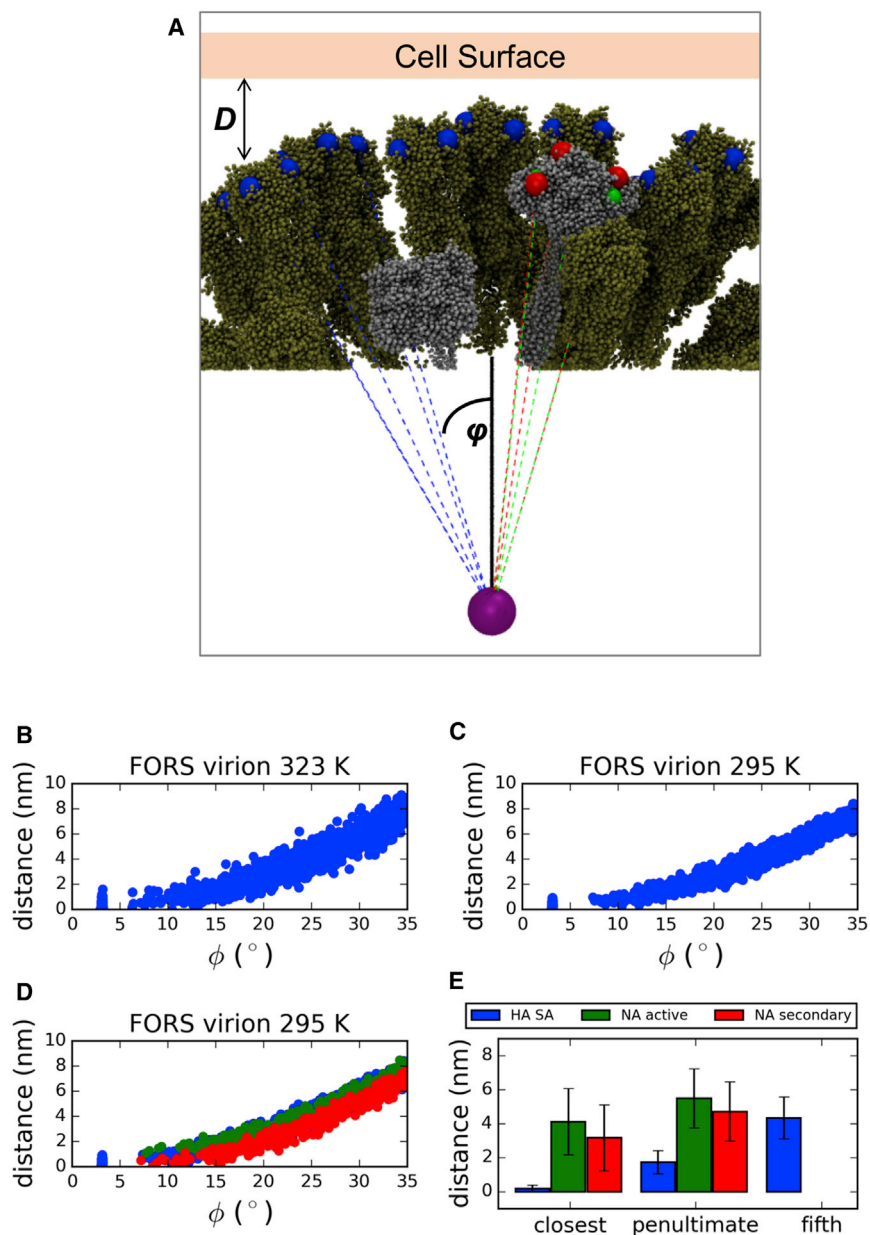 A
Cell Surface
D
φ
B
FORS virion 323 K
distance (nm)
10
8
6
4
2
0
0 5 10 15 20 25 30 35
ϕ (°)
C
FORS virion 295 K
distance (nm)
10
8
6
4
2
0
0 5 10 15 20 25 30 35
ϕ (°)
D
FORS virion 295 K
distance (nm)
10
8
6
4
2
0
0 5 10 15 20 25 30 35
ϕ (°)
E
HA SA NA active NA secondary
distance (nm)
8
6
4
2
0
closest penultimate fifth